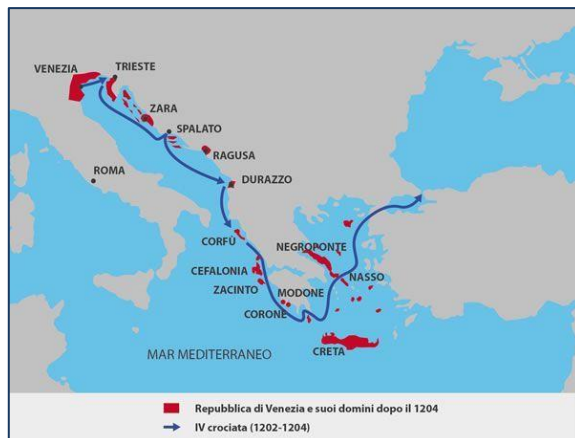 VENEZIA
TRIESTE
ZARA
SPALATO
RAGUSA
ROMA
DURAZZO
CORFÙ
NEGROPONTE
CEFALONIA
NASSO
ZACINTO
MODONE
CORONE
CRETA
MAR MEDITERRANEO
Repubblica di Venezia e suoi domini dopo il 1204
IV crociata (1202-1204)